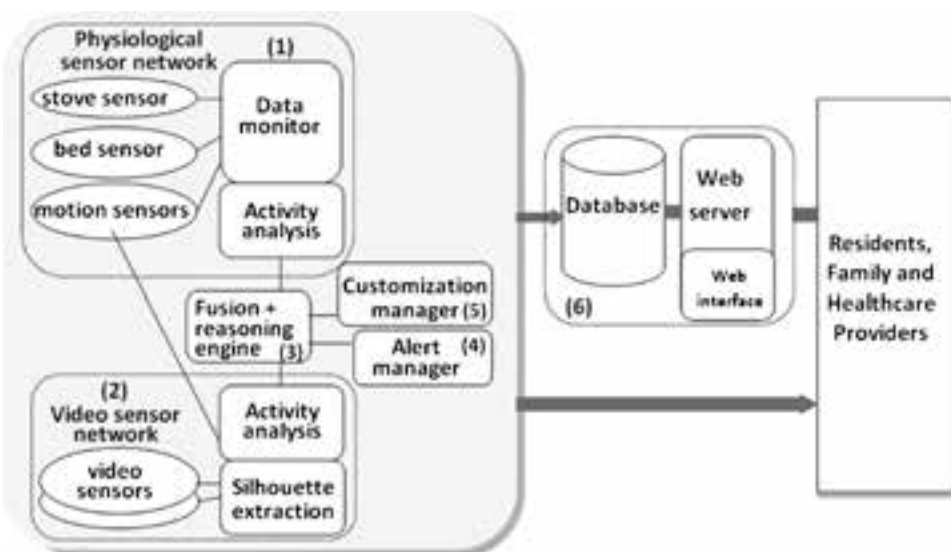 Physiological
sensor network
(1)
stove sensor
Data
monitor
bed sensor
motion sensors
Activity
analysis
Fusion +
reasoning
engine (3)
Customization
manager (5)
Alert (4)
manager
(2)
Video sensor
network
Activity
analysis
video
sensors
Silhouette
extraction
Database
Web
server
Web
interface
(6)
Residents,
Family and
Healthcare
Providers